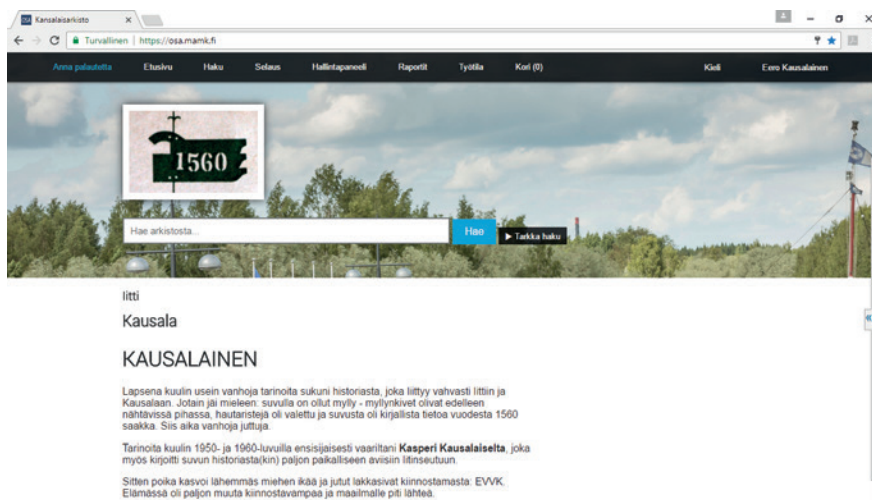 Kansalaisarkisto
Turvallinen | https://osa.mamk.fi
Anna palautetta Etusivu Haku Selaus Hallintapaneeli Raportit Työtila Kori (0) Kieli Eero Kausalainen
1560
Hae arkistosta... Hae ▶ Tarkka haku
Iitti
Kausala
KAUSALAINEN
Lapsena kuulin usein vanhoja tarinoita sukuni historiasta, joka liittyy vahvasti Iittiin ja
Kausalaan. Jotain jäi mieleen: suvulla on ollut mylly - myllynkivet olivat edelleen
nähtävissä pihassa, hautaristejä oli valettu ja suvusta oli kirjallista tietoa vuodesta 1560
saakka. Siis aika vanhoja juttuja.
Tarinoita kuulin 1950- ja 1960-luvuilla ensisijaisesti vaariltani Kasperi Kausalaiselta, joka
myös kirjoitti suvun historiasta(kin) paljon paikalliseen aviisiin Iitinseutuun.
Sitten poika kasvoi lähemmäs miehen ikää ja jutut lakkasivat kiinnostamasta: EVVK.
Elämässä oli paljon muuta kiinnostavampaa ja maailmalle piti lähteä.